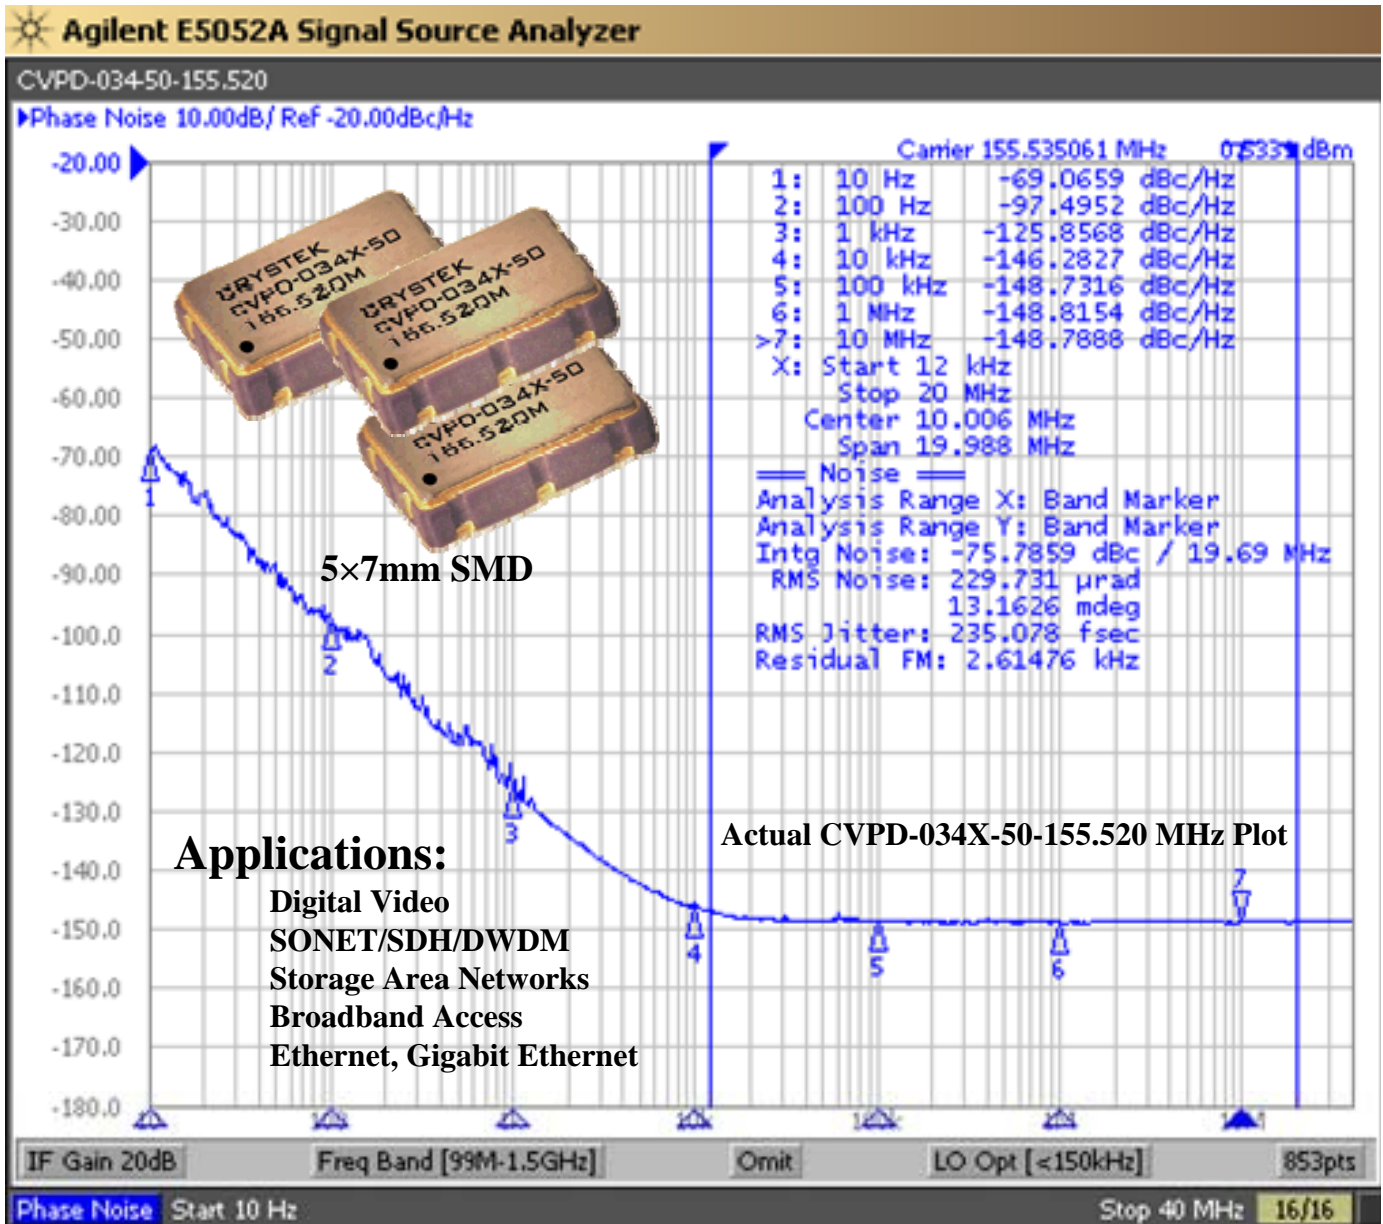 Agilent E5052A Signal Source Analyzer
CVPD-034-50-155.520
Phase Noise 10.00dB/ Ref -20.00dBc/Hz
Carrier 155.535061 MHz dBm
-20.00
-30.00
-40.00
-50.00
-60.00
-70.00
-80.00
-90.00
-100.0
-110.0
-120.0
-130.0
-140.0
-150.0
-160.0
-170.0
-180.0
1: 10 Hz -69.0659 dBc/Hz
2: 100 Hz -97.4952 dBc/Hz
3: 1 kHz -125.8568 dBc/Hz
4: 10 kHz -146.2827 dBc/Hz
5: 100 kHz -148.7316 dBc/Hz
6: 1 MHz -148.8154 dBc/Hz
>7: 10 MHz -148.7888 dBc/Hz
X: Start 12 kHz
Stop 20 MHz
Center 10.006 MHz
Span 19.988 MHz
=== Noise ===
Analysis Range X: Band Marker
Analysis Range Y: Band Marker
Intg Noise: -75.7859 dBc / 19.69 MHz
RMS Noise: 229.731 µrad
13.1626 mdeg
RMS Jitter: 235.078 fsec
Residual FM: 2.61476 kHz
CRYSTEK
CVPD-034X-50
CRYSTEK
CVPD-034X-50
CVPD-034X-50
5×7mm SMD
1
2
3
4
5
6
7
Actual CVPD-034X-50-155.520 MHz Plot
Applications:
Digital Video
SONET/SDH/DWDM
Storage Area Networks
Broadband Access
Ethernet, Gigabit Ethernet
IF Gain 20dB
Freq Band [99M-1.5GHz]
Omit
LO Opt [<150kHz]
853pts
Phase Noise Start 10 Hz
Stop 40 MHz 16/16